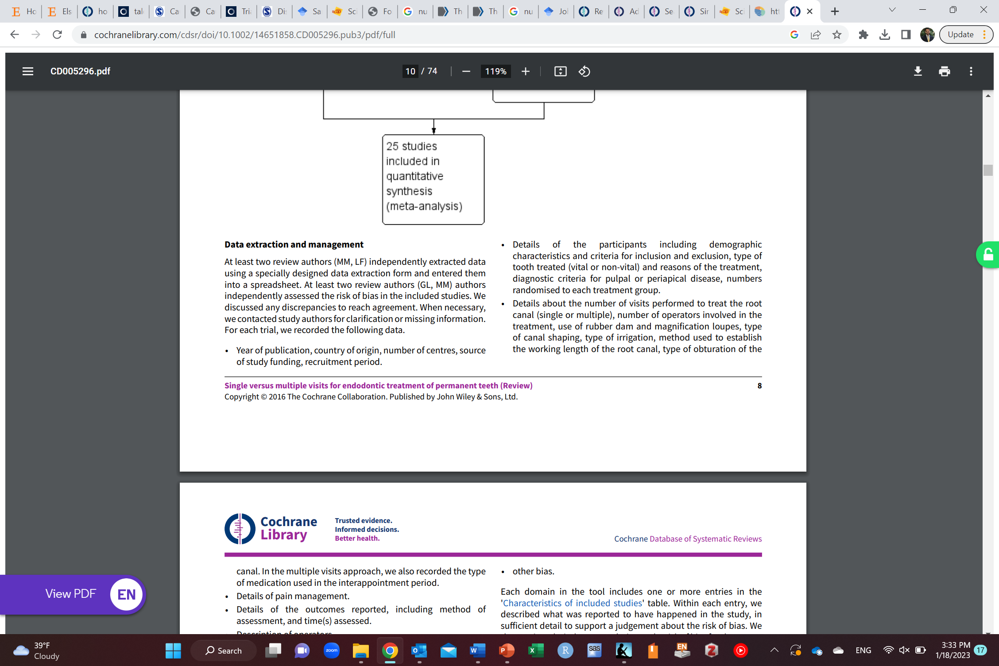 Ho
Els
ho
tal
Ca
Ca
Tri
Di
Sa
Sci
Fo
nu
Th
Th
nu
Jol
Re
Ad
Se
Sir
Sci
htt
cochranelibrary.com/cdsr/doi/10.1002/14651858.CD005296.pub3/pdf/full
Update
CD005296.pdf
10 / 74
119%
25 studies
included in
quantitative
synthesis
(meta-analysis)
Data extraction and management
At least two review authors (MM, LF) independently extracted data
using a specially designed data extraction form and entered them
into a spreadsheet. At least two review authors (GL, MM) authors
independently assessed the risk of bias in the included studies. We
discussed any discrepancies to reach agreement. When necessary,
we contacted study authors for clarification or missing information.
For each trial, we recorded the following data.
• Year of publication, country of origin, number of centres, source
of study funding, recruitment period.
• Details of the participants including demographic
characteristics and criteria for inclusion and exclusion, type of
tooth treated (vital or non-vital) and reasons of the treatment,
diagnostic criteria for pulpal or periapical disease, numbers
randomised to each treatment group.
• Details about the number of visits performed to treat the root
canal (single or multiple), number of operators involved in the
treatment, use of rubber dam and magnification loupes, type
of canal shaping, type of irrigation, method used to establish
the working length of the root canal, type of obturation of the
Single versus multiple visits for endodontic treatment of permanent teeth (Review)
8
Copyright © 2016 The Cochrane Collaboration. Published by John Wiley & Sons, Ltd.
Cochrane
Library
Trusted evidence.
Informed decisions.
Better health.
Cochrane Database of Systematic Reviews
canal. In the multiple visits approach, we also recorded the type
of medication used in the interappointment period.
• Details of pain management.
• Details of the outcomes reported, including method of
assessment, and time(s) assessed.
• other bias.
Each domain in the tool includes one or more entries in the
'Characteristics of included studies' table. Within each entry, we
described what was reported to have happened in the study, in
sufficient detail to support a judgement about the risk of bias. We
View PDF
EN
39°F
Cloudy
Search
zoom
sas
EN
ENG
3:33 PM
1/18/2023
17